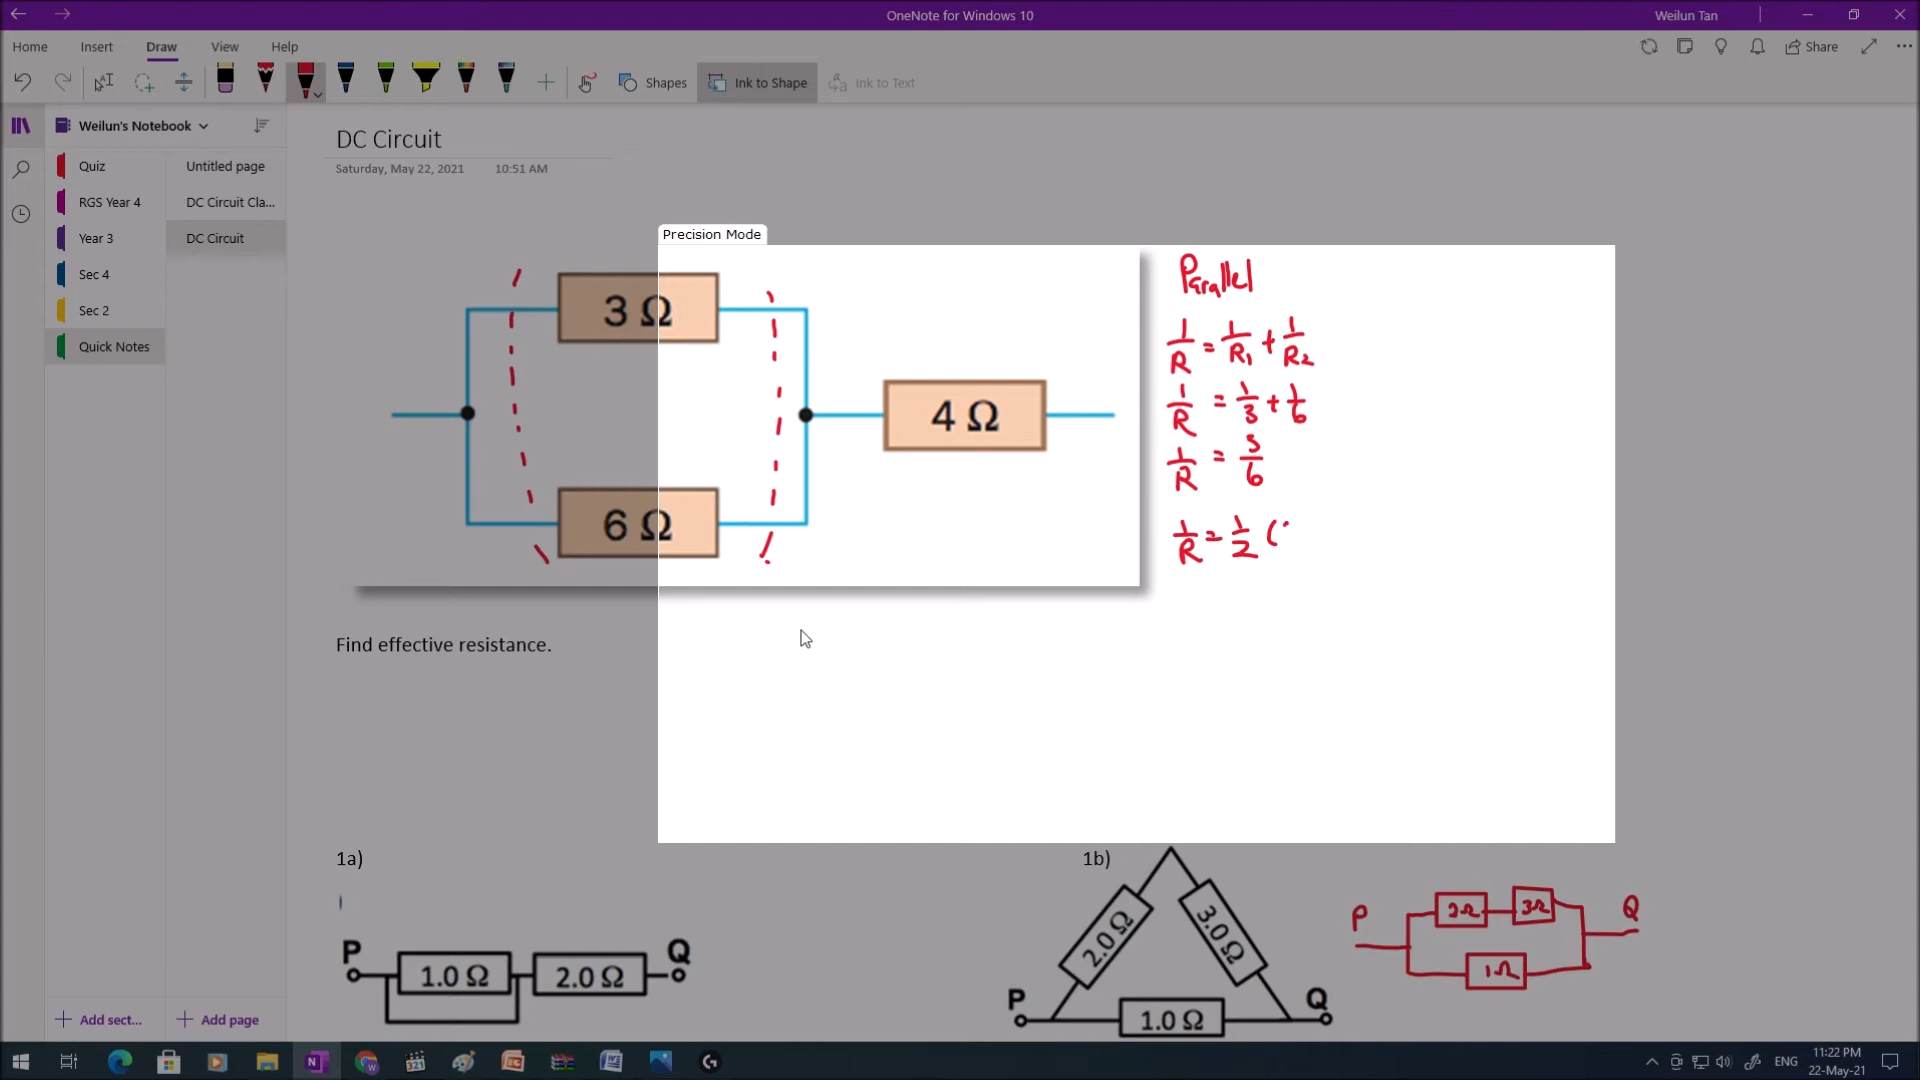 OneNote for Windows 10
Weilun Tan
Home Insert Draw View Help
Share
Shapes
Ink to Shape
Ink to Text
Weilun's Notebook
Quiz
RGS Year 4
Year 3
Sec 4
Sec 2
Quick Notes
Untitled page
DC Circuit Cla...
DC Circuit
DC Circuit
Saturday, May 22, 2021 10:51 AM
Precision Mode
3 Ω
4 Ω
6 Ω
Parallel
1/R = 1/R1 + 1/R2
1/R = 1/3 + 1/6
1/R = 3/6
1/R = 1/2 (
Find effective resistance.
1a)
P 1.0 Ω 2.0 Ω Q
1b)
2.0 Ω 3.0 Ω
P 1.0 Ω Q
P 2Ω 3Ω Q
1Ω
Add sect...
Add page
ENG
11:22 PM
22-May-21